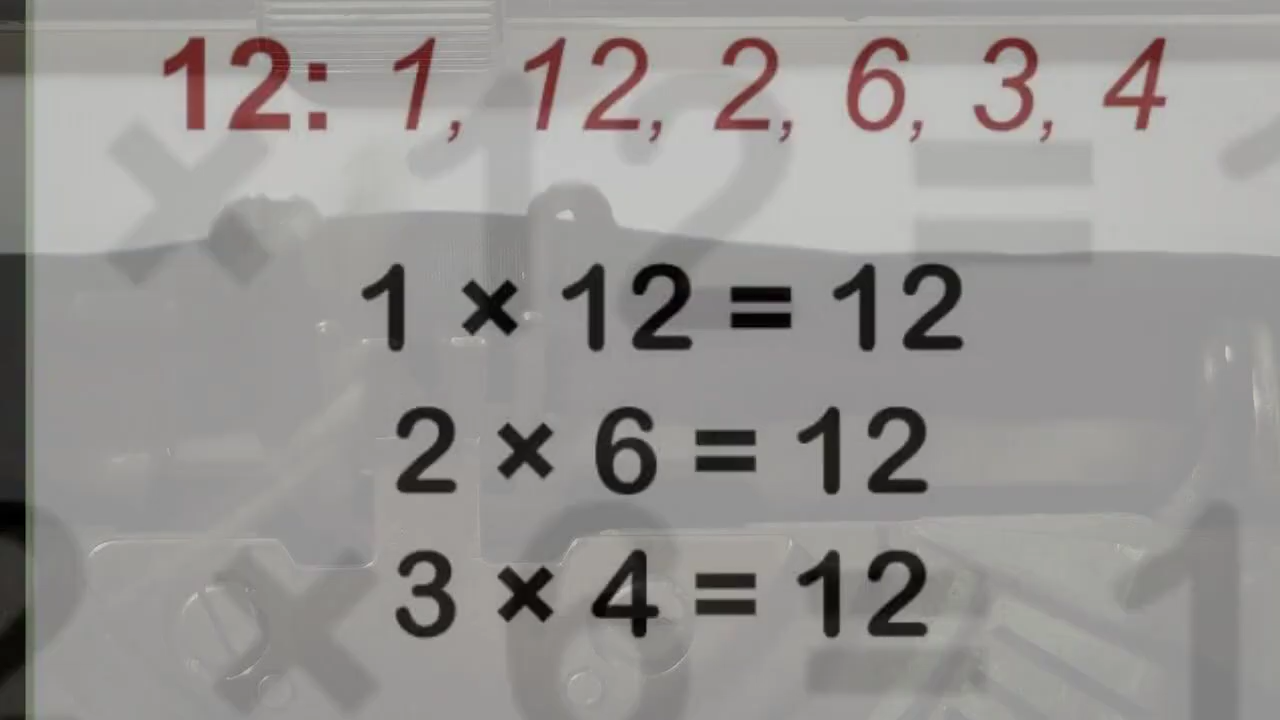 12: 1, 12, 2, 6, 3, 4
1 × 12 = 12
2 × 6 = 12
3 × 4 = 12